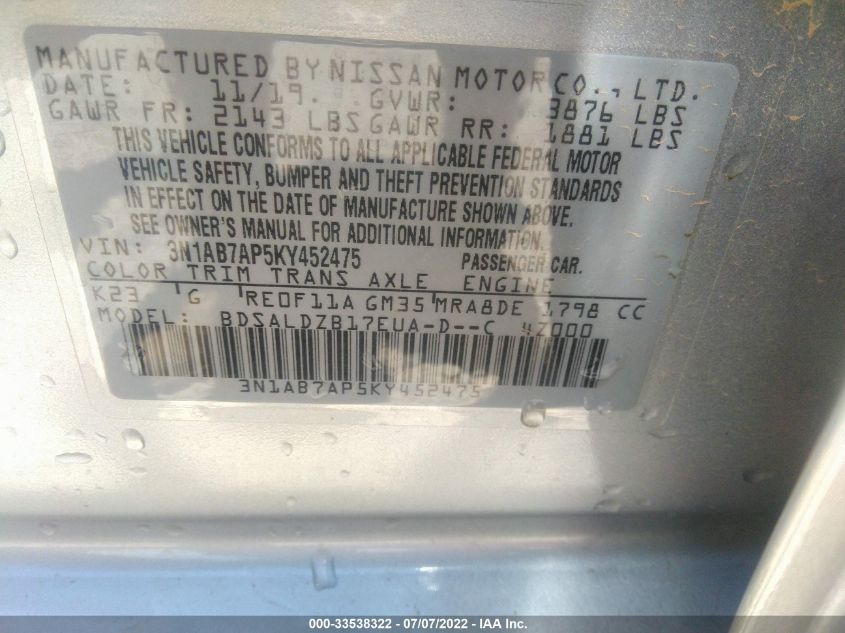 MANUFACTURED BY NISSAN MOTOR CO., LTD.
DATE: 11/19. GVWR: 3876 LBS
GAWR FR: 2143 LBS GAWR RR: 1881 LBS
THIS VEHICLE CONFORMS TO ALL APPLICABLE FEDERAL MOTOR
VEHICLE SAFETY, BUMPER AND THEFT PREVENTION STANDARDS
IN EFFECT ON THE DATE OF MANUFACTURE SHOWN ABOVE.
SEE OWNER'S MANUAL FOR ADDITIONAL INFORMATION.
VIN: 3N1AB7AP5KY452475 PASSENGER CAR.
COLOR TRIM TRANS AXLE ENGINE
K23 G RE0F11A GM35 MRA8DE 1798 CC
MODEL: BDSALDZB17EUA-D--C 4Z000
3N1AB7AP5KY452475
000-33538322 - 07/07/2022 - IAA Inc.